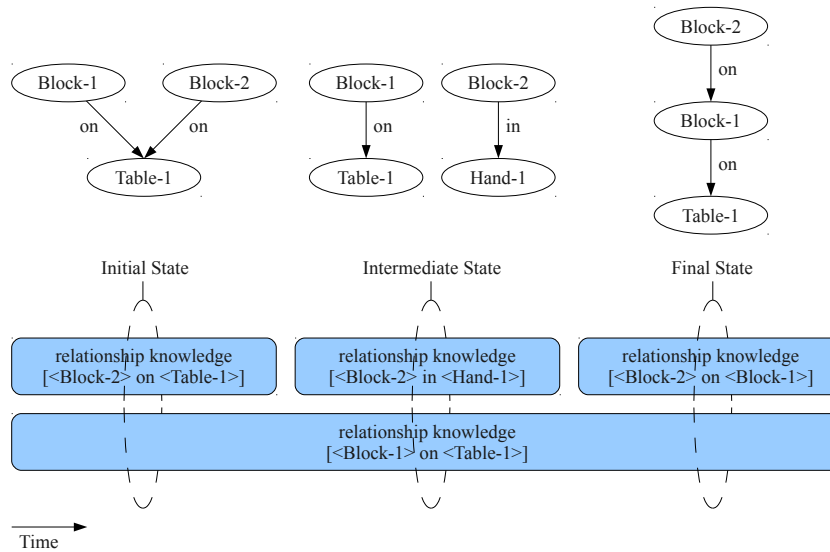 Block-2
on
Block-1 Block-2 Block-1 Block-2
on on on in Block-1
on
Table-1 Table-1 Hand-1
Table-1
Initial State Intermediate State Final State
relationship knowledge
[<Block-2> on <Table-1>]
relationship knowledge
[<Block-2> in <Hand-1>]
relationship knowledge
[<Block-2> on <Block-1>]
relationship knowledge
[<Block-1> on <Table-1>]
Time